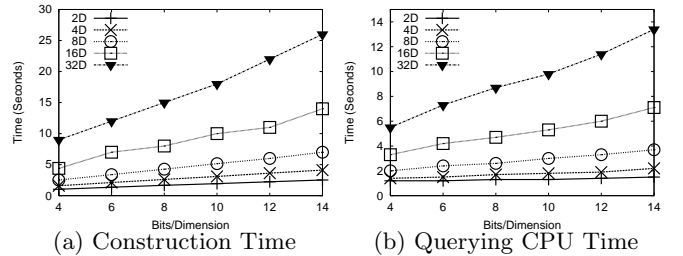 30
25
20
15
10
5
0
Time (Seconds)
2D
4D
8D
16D
32D
4 6 8 10 12 14
Bits/Dimension
(a) Construction Time
14
12
10
8
6
4
2
0
Time (Seconds)
2D
4D
8D
16D
32D
4 6 8 10 12 14
Bits/Dimension
(b) Querying CPU Time